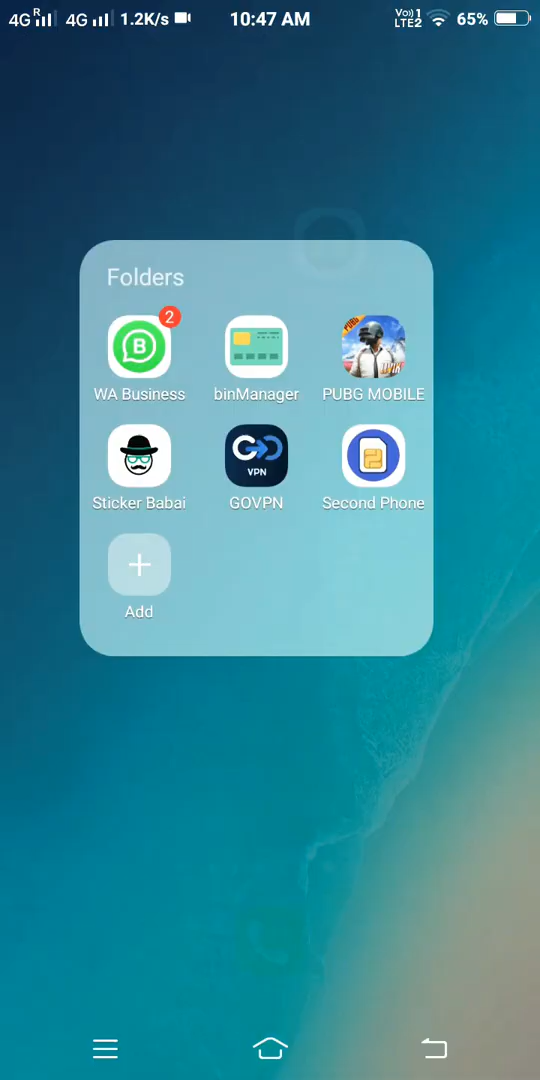 4G R 4G 1.2K/s 10:47 AM Vo)) 1 LTE2 65%
Folders
2
WA Business binManager PUBG MOBILE
VPN
Sticker Babai GOVPN Second Phone
Add